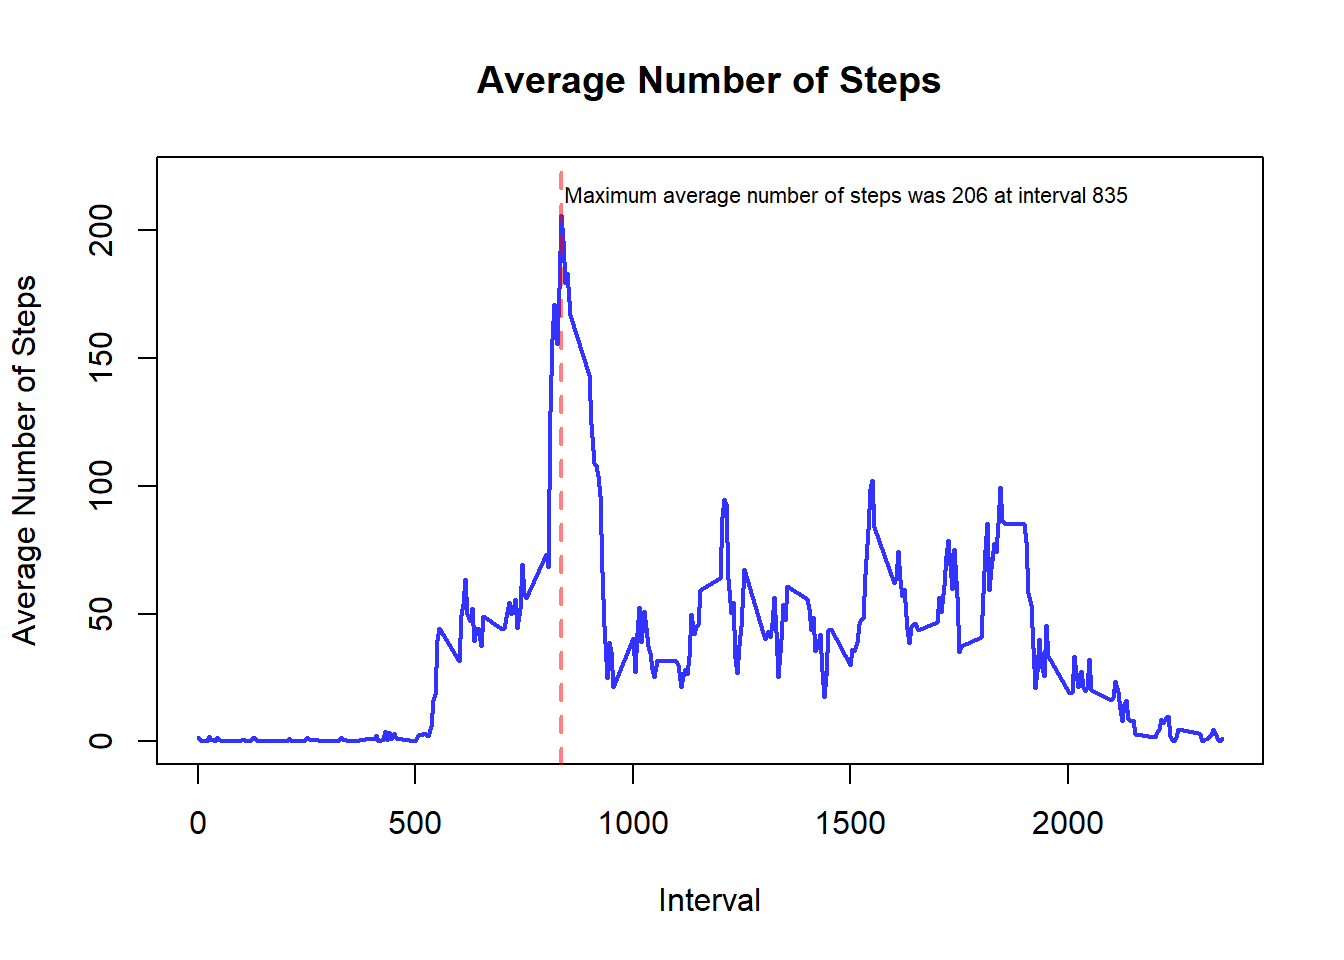 Average Number of Steps
Maximum average number of steps was 206 at interval 835
Average Number of Steps
200
150
100
50
0
0 500 1000 1500 2000
Interval